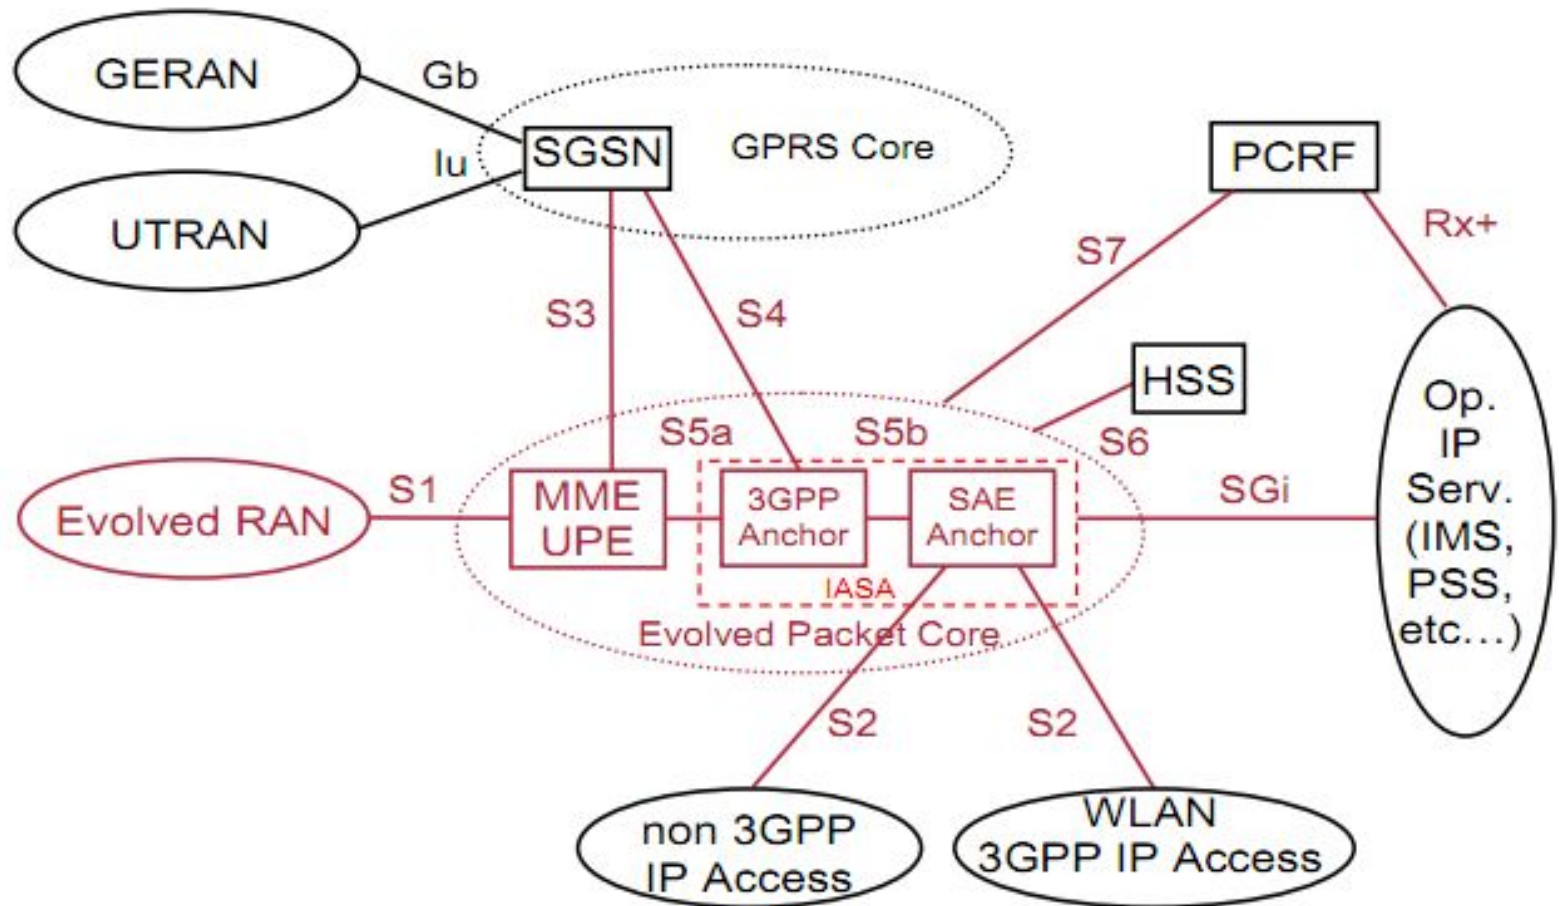 GERAN
Gb
SGSN
GPRS Core
PCRF
Iu
UTRAN
Rx+
S7
S3
S4
HSS
Op.
IP
Serv.
(IMS,
PSS,
etc...)
S5a
S5b
S6
Evolved RAN
S1
MME
UPE
3GPP
Anchor
SAE
Anchor
SGi
IASA
Evolved Packet Core
S2
S2
non 3GPP
IP Access
WLAN
3GPP IP Access